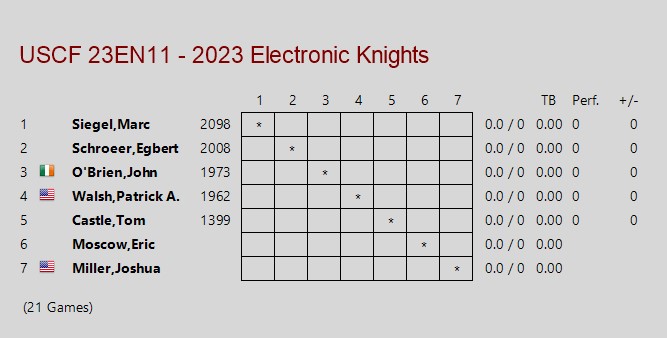 USCF 23EN11 - 2023 Electronic Knights
1 2 3 4 5 6 7 TB Perf. +/-
1 Siegel,Marc 2098 * 0.0 / 0 0.00 0 0
2 Schroeer,Egbert 2008 * 0.0 / 0 0.00 0 0
3 O'Brien,John 1973 * 0.0 / 0 0.00 0 0
4 Walsh,Patrick A. 1962 * 0.0 / 0 0.00 0 0
5 Castle,Tom 1399 * 0.0 / 0 0.00 0 0
6 Moscow,Eric * 0.0 / 0 0.00
7 Miller,Joshua * 0.0 / 0 0.00
(21 Games)